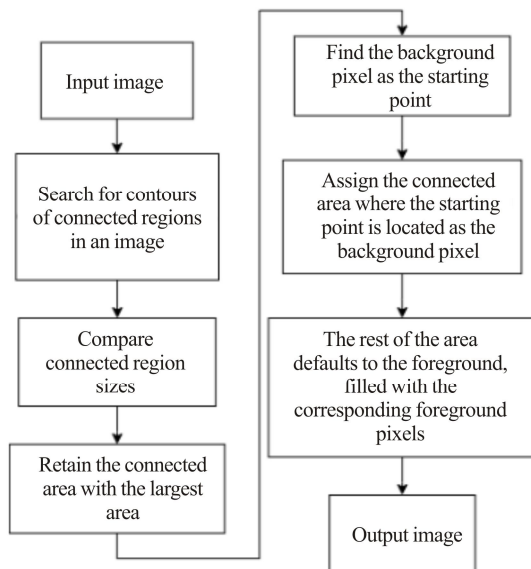 Input image
Search for contours
of connected regions
in an image
Compare
connected region
sizes
Retain the connected
area with the largest
area
Find the background
pixel as the starting
point
Assign the connected
area where the starting
point is located as the
background pixel
The rest of the area
defaults to the foreground,
filled with the
corresponding foreground
pixels
Output image